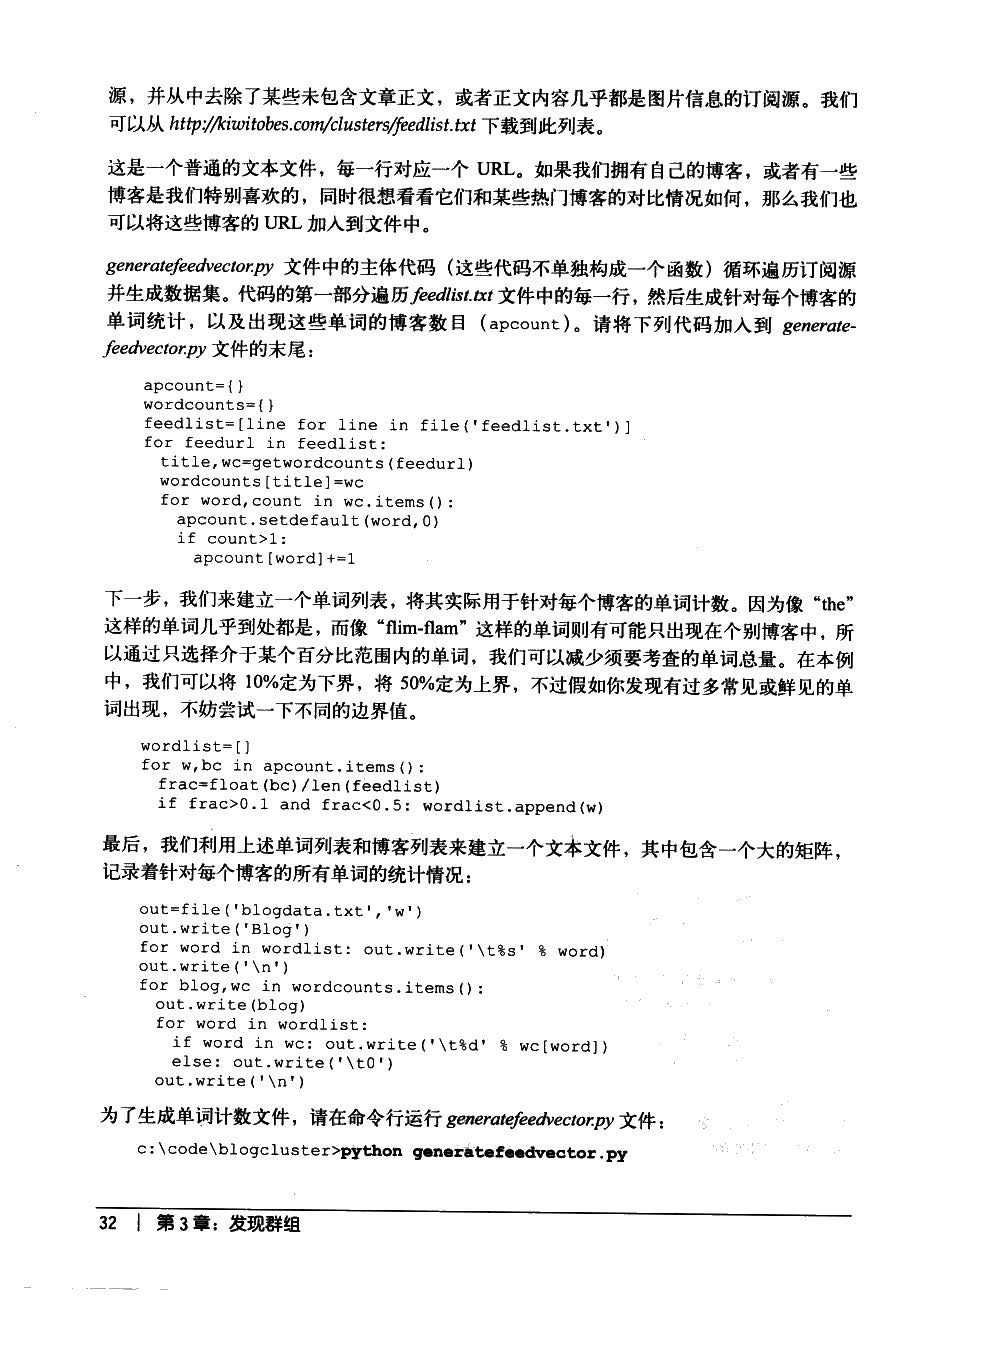 源，并从中去除了某些未包含文章正文，或者正文内容几乎都是图片信息的订阅源。我们
可以从 http://kiwitobes.com/clusters/feedlist.txt 下载到此列表。
这是一个普通的文本文件，每一行对应一个 URL。如果我们拥有自己的博客，或者有一些
博客是我们特别喜欢的，同时很想看看它们和某些热门博客的对比情况如何，那么我们也
可以将这些博客的 URL 加入到文件中。
generatefeedvector.py 文件中的主体代码（这些代码不单独构成一个函数）循环遍历订阅源
并生成数据集。代码的第一部分遍历 feedlist.txt 文件中的每一行，然后生成针对每个博客的
单词统计，以及出现这些单词的博客数目（apcount）。请将下列代码加入到 generate-
feedvector.py 文件的末尾：
apcount={}
wordcounts={}
feedlist=[line for line in file('feedlist.txt')]
for feedurl in feedlist:
  title,wc=getwordcounts(feedurl)
  wordcounts[title]=wc
  for word,count in wc.items():
    apcount.setdefault(word,0)
    if count>1:
      apcount[word]+=1
下一步，我们来建立一个单词列表，将其实际用于针对每个博客的单词计数。因为像“the”
这样的单词几乎到处都是，而像“flim-flam”这样的单词则有可能只出现在个别博客中，所
以通过只选择介于某个百分比范围内的单词，我们可以减少须要考查的单词总量。在本例
中，我们可以将 10%定为下界，将 50%定为上界，不过假如你发现有过多常见或鲜见的单
词出现，不妨尝试一下不同的边界值。
wordlist=[]
for w,bc in apcount.items():
  frac=float(bc)/len(feedlist)
  if frac>0.1 and frac<0.5: wordlist.append(w)
最后，我们利用上述单词列表和博客列表来建立一个文本文件，其中包含一个大的矩阵，
记录着针对每个博客的所有单词的统计情况：
out=file('blogdata.txt','w')
out.write('Blog')
for word in wordlist: out.write('\t%s' % word)
out.write('\n')
for blog,wc in wordcounts.items():
  out.write(blog)
  for word in wordlist:
    if word in wc: out.write('\t%d' % wc[word])
    else: out.write('\t0')
  out.write('\n')
为了生成单词计数文件，请在命令行运行 generatefeedvector.py 文件：
c:\code\blogcluster>python generatefeedvector.py
32 | 第 3 章：发现群组